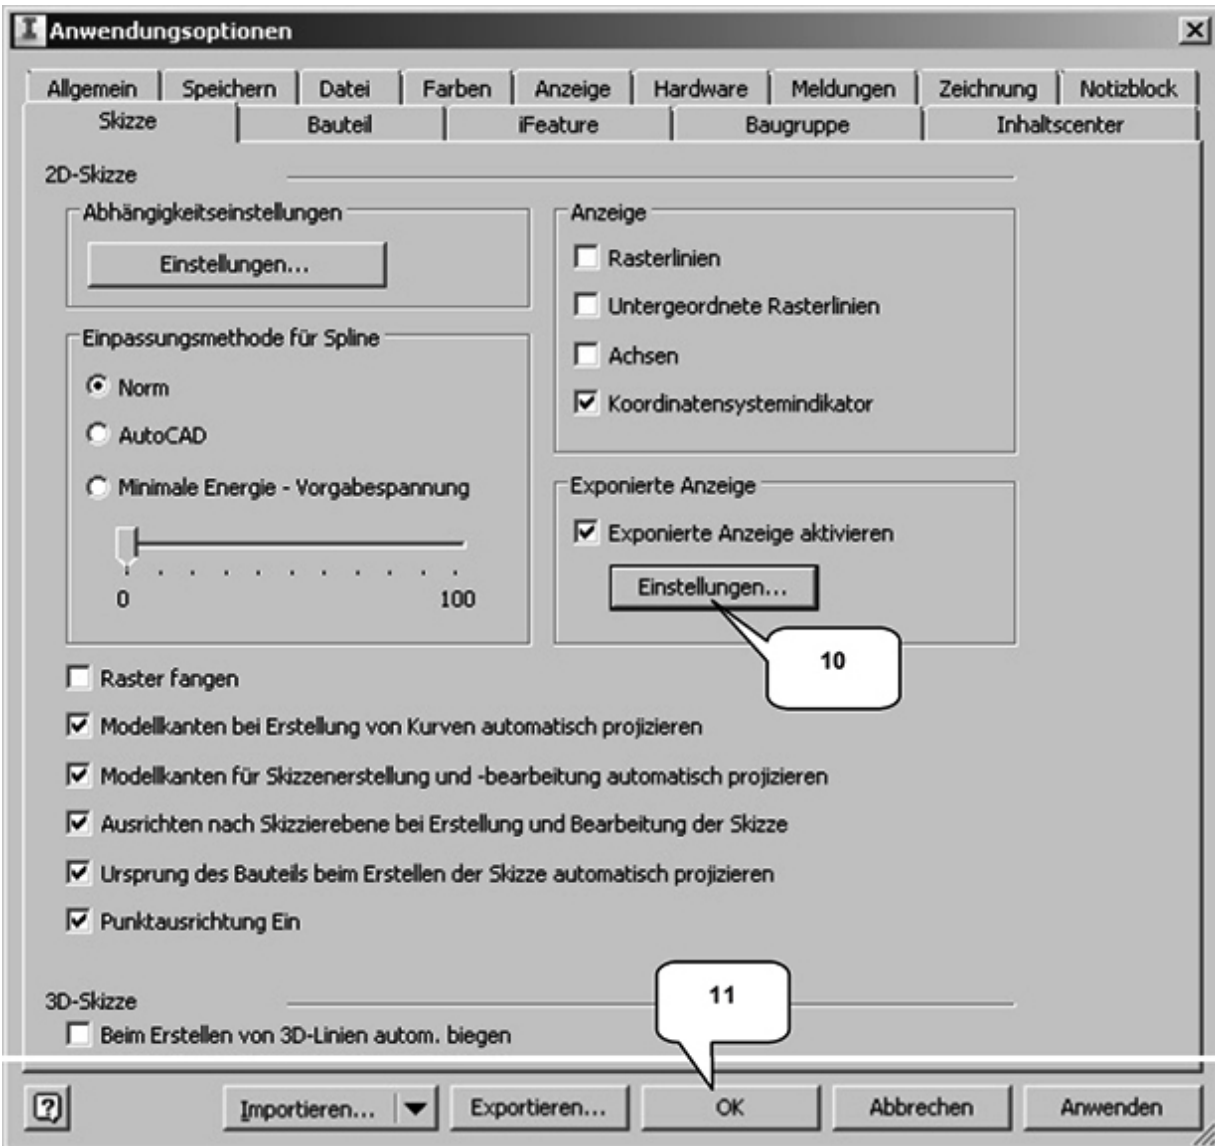 Anwendungsoptionen
Allgemein Speichern Datei Farben Anzeige Hardware Meldungen Zeichnung Notizblock
Skizze Bauteil iFeature Baugruppe Inhaltscenter
2D-Skizze
Abhängigkeitseinstellungen
Einstellungen...
Einpassungsmethode für Spline
Norm
AutoCAD
Minimale Energie - Vorgabespannung
0 100
Anzeige
Rasterlinien
Untergeordnete Rasterlinien
Achsen
Koordinatensystemindikator
Exponierte Anzeige
Exponierte Anzeige aktivieren
Einstellungen...
10
Raster fangen
Modellkanten bei Erstellung von Kurven automatisch projizieren
Modellkanten für Skizzenerstellung und -bearbeitung automatisch projizieren
Ausrichten nach Skizzierebene bei Erstellung und Bearbeitung der Skizze
Ursprung des Bauteils beim Erstellen der Skizze automatisch projizieren
Punktausrichtung Ein
11
3D-Skizze
Beim Erstellen von 3D-Linien autom. biegen
? Importieren... Exportieren... OK Abbrechen Anwenden